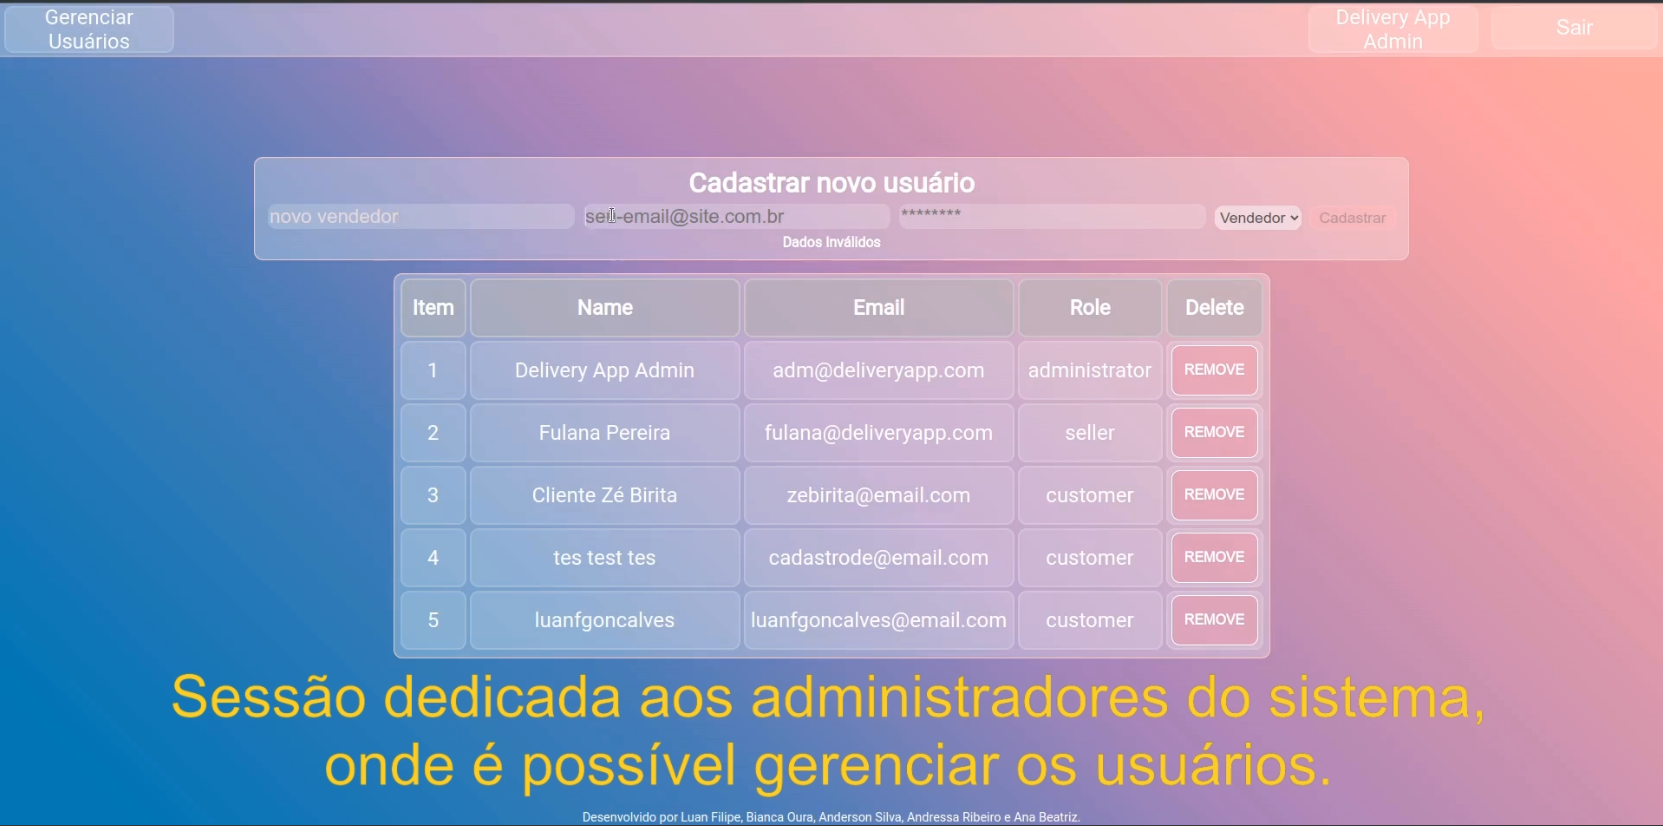 Gerenciar
Usuários
Delivery App
Admin
Sair
Cadastrar novo usuário
novo vendedor seu-email@site.com.br ******** Vendedor Cadastrar
Dados Inválidos
Item Name Email Role Delete
1 Delivery App Admin adm@deliveryapp.com administrator REMOVE
2 Fulana Pereira fulana@deliveryapp.com seller REMOVE
3 Cliente Zé Birita zebirita@email.com customer REMOVE
4 tes test tes cadastrode@email.com customer REMOVE
5 luanfgoncalves luanfgoncalves@email.com customer REMOVE
Sessão dedicada aos administradores do sistema,
onde é possível gerenciar os usuários.
Desenvolvido por Luan Filipe, Bianca Oura, Anderson Silva, Andressa Ribeiro e Ana Beatriz.